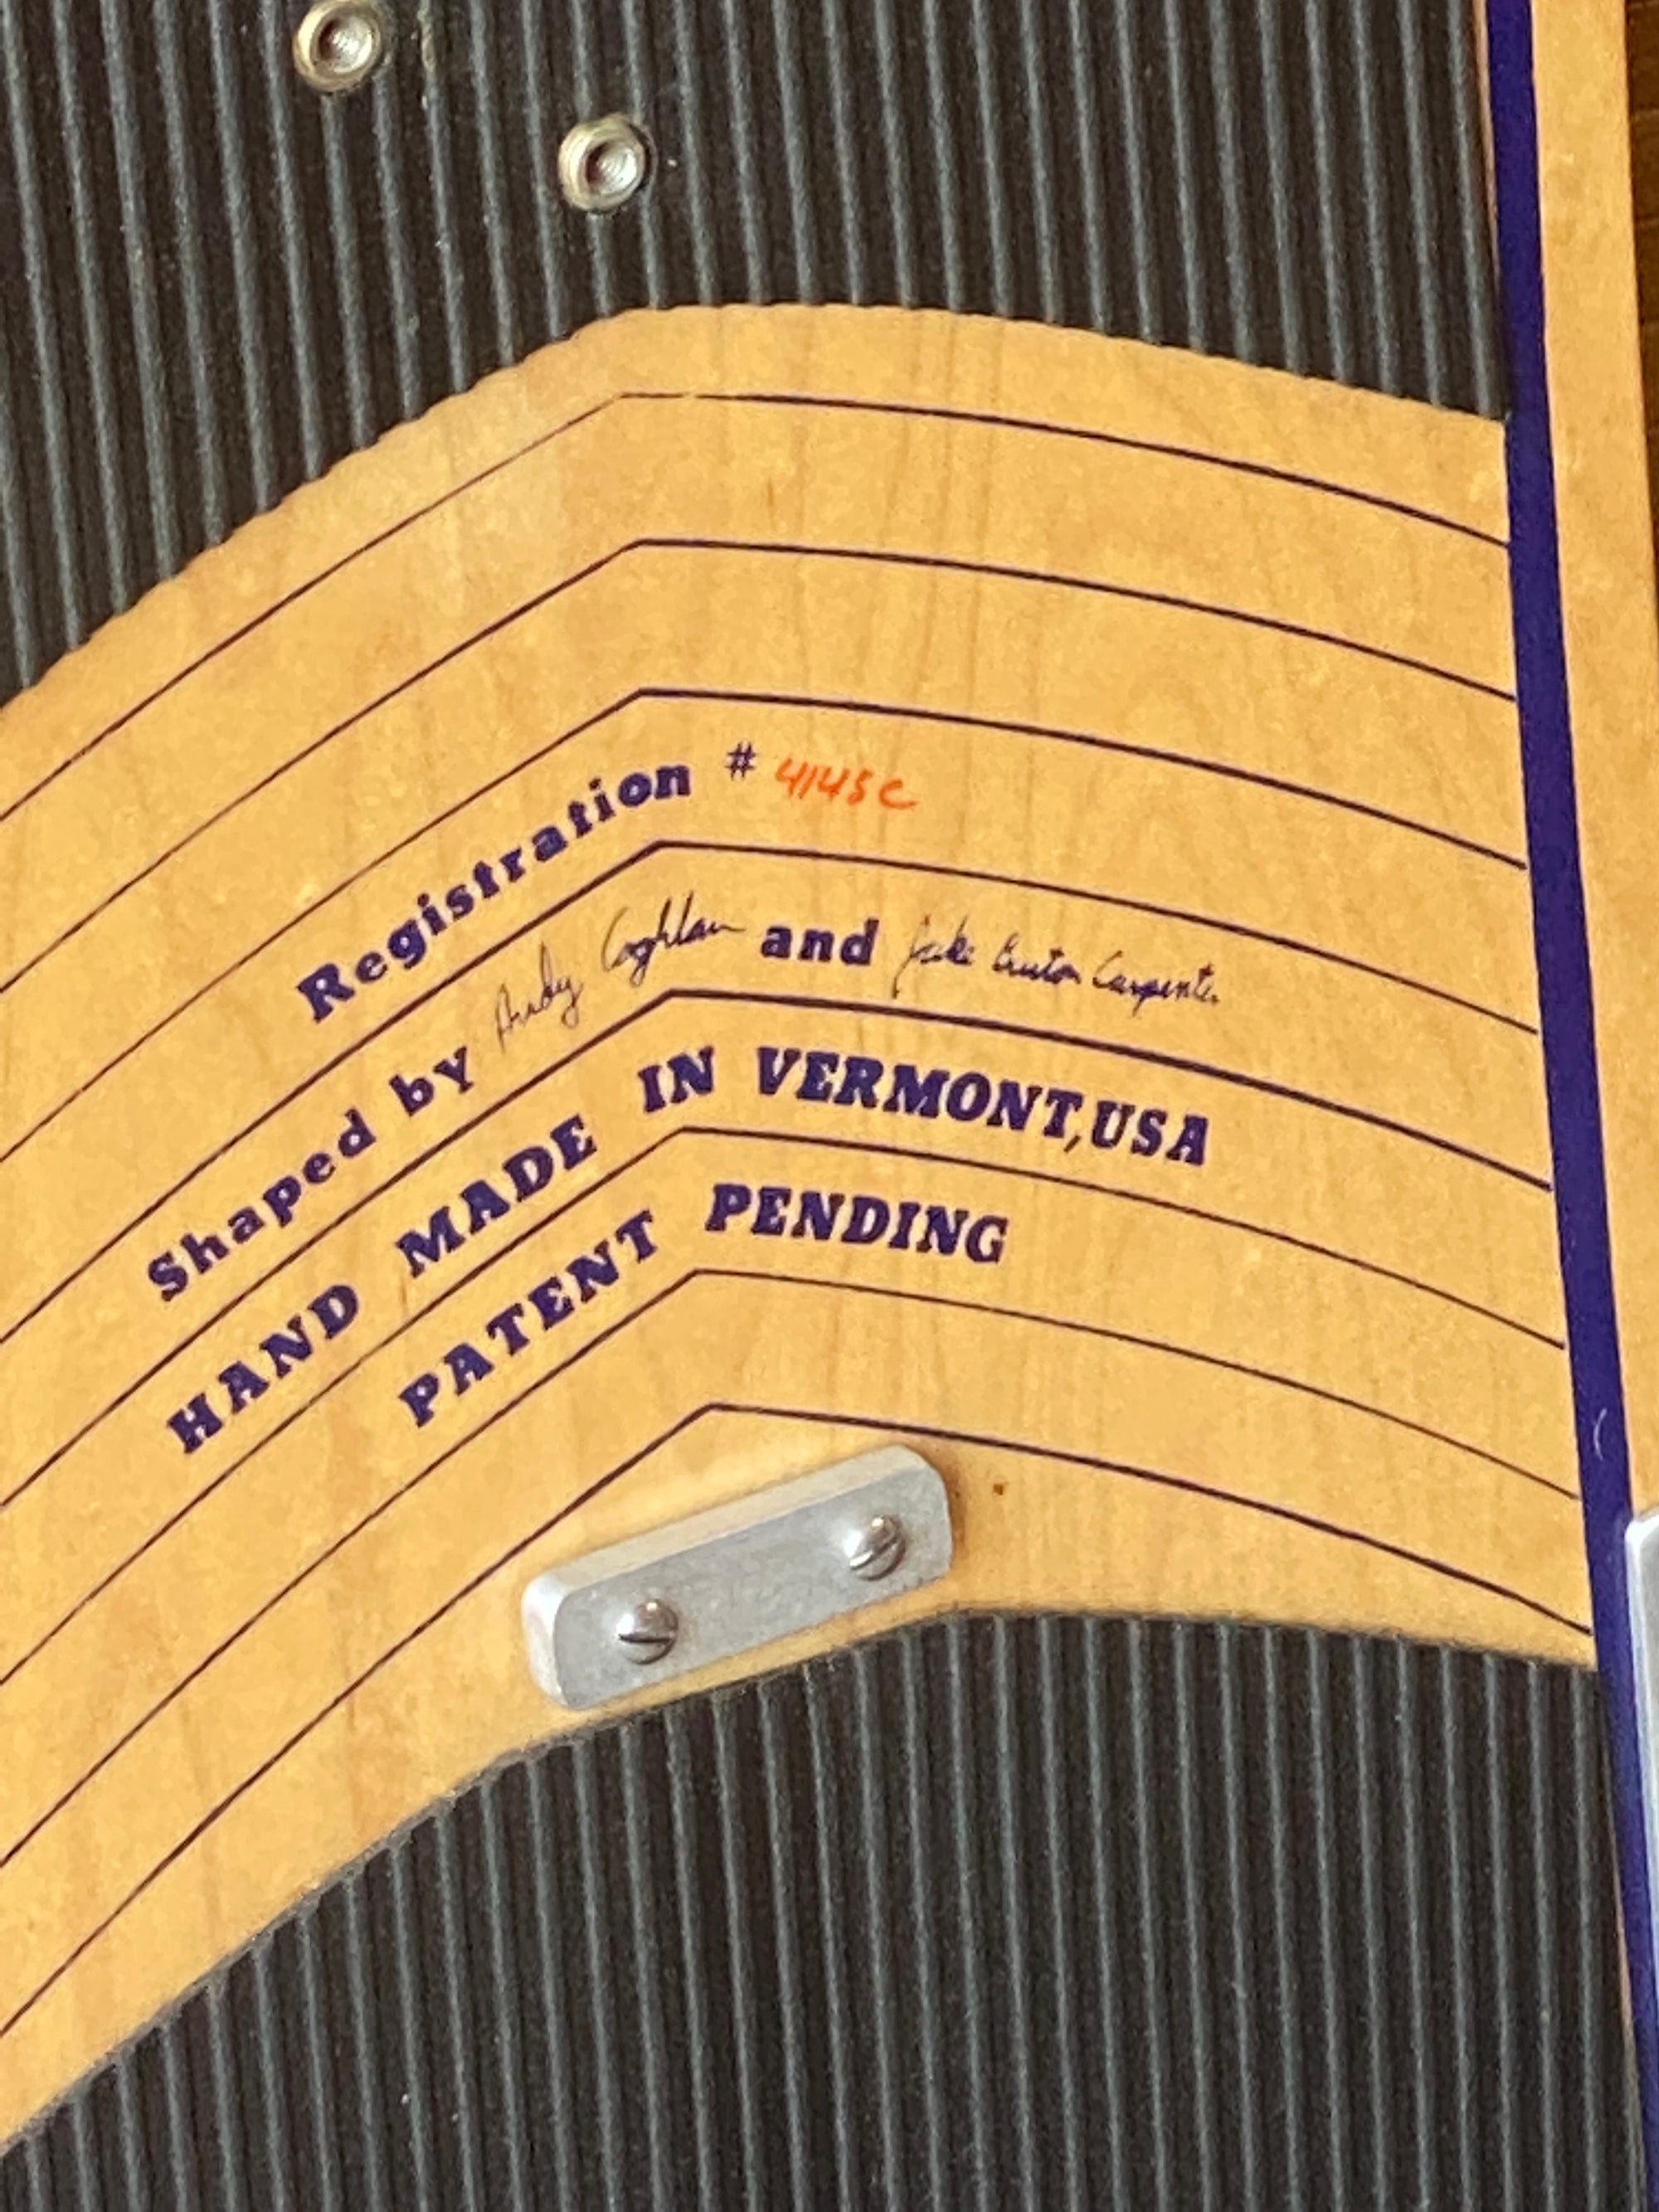 Registration # 4145C
Shaped by Andy Coghlan and Jake Burton Carpenter
HAND MADE IN VERMONT, USA
PATENT PENDING